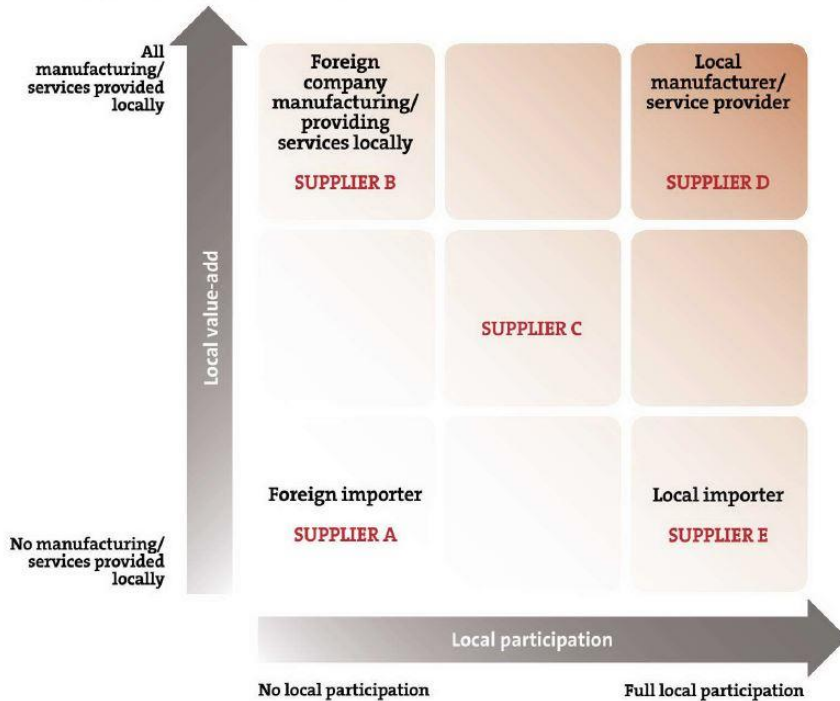 All
manufacturing/
services provided
locally
Foreign
company
manufacturing/
providing
services locally
SUPPLIER B
Local
manufacturer/
service provider
SUPPLIER D
Local value-add
SUPPLIER C
Foreign importer
SUPPLIER A
Local importer
SUPPLIER E
No manufacturing/
services provided
locally
Local participation
No local participation
Full local participation